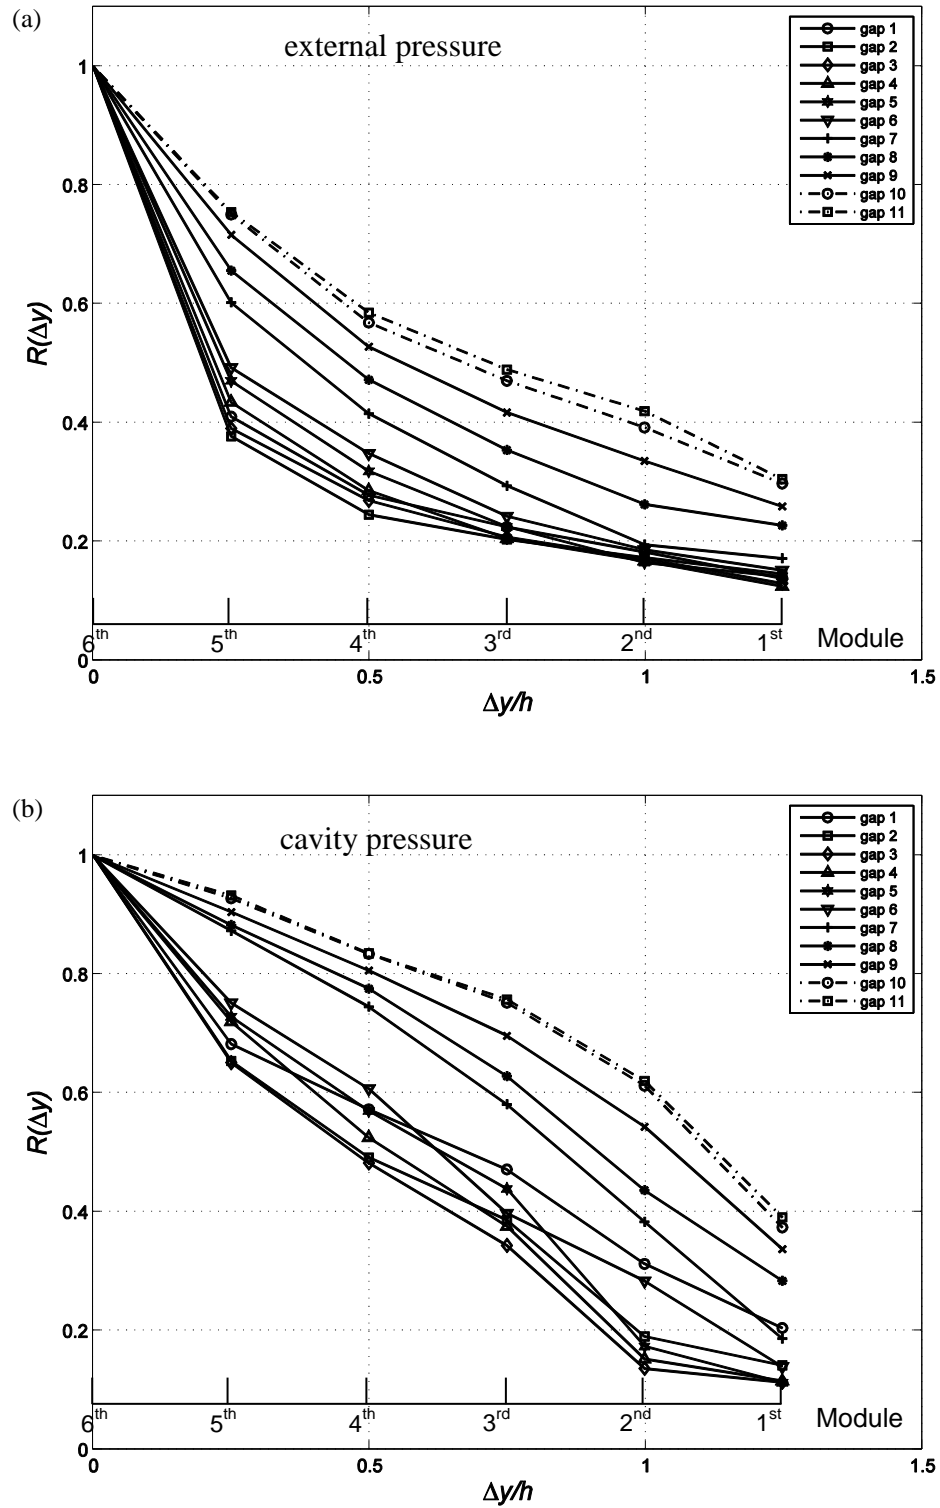 (a)
external pressure
gap 1
gap 2
gap 3
gap 4
gap 5
gap 6
gap 7
gap 8
gap 9
gap 10
gap 11
1
0.8
0.6
0.4
0.2
0
R(Δy)
6th 5th 4th 3rd 2nd 1st Module
0 0.5 1 1.5
Δy/h
(b)
cavity pressure
gap 1
gap 2
gap 3
gap 4
gap 5
gap 6
gap 7
gap 8
gap 9
gap 10
gap 11
1
0.8
0.6
0.4
0.2
0
R(Δy)
6th 5th 4th 3rd 2nd 1st Module
0 0.5 1 1.5
Δy/h